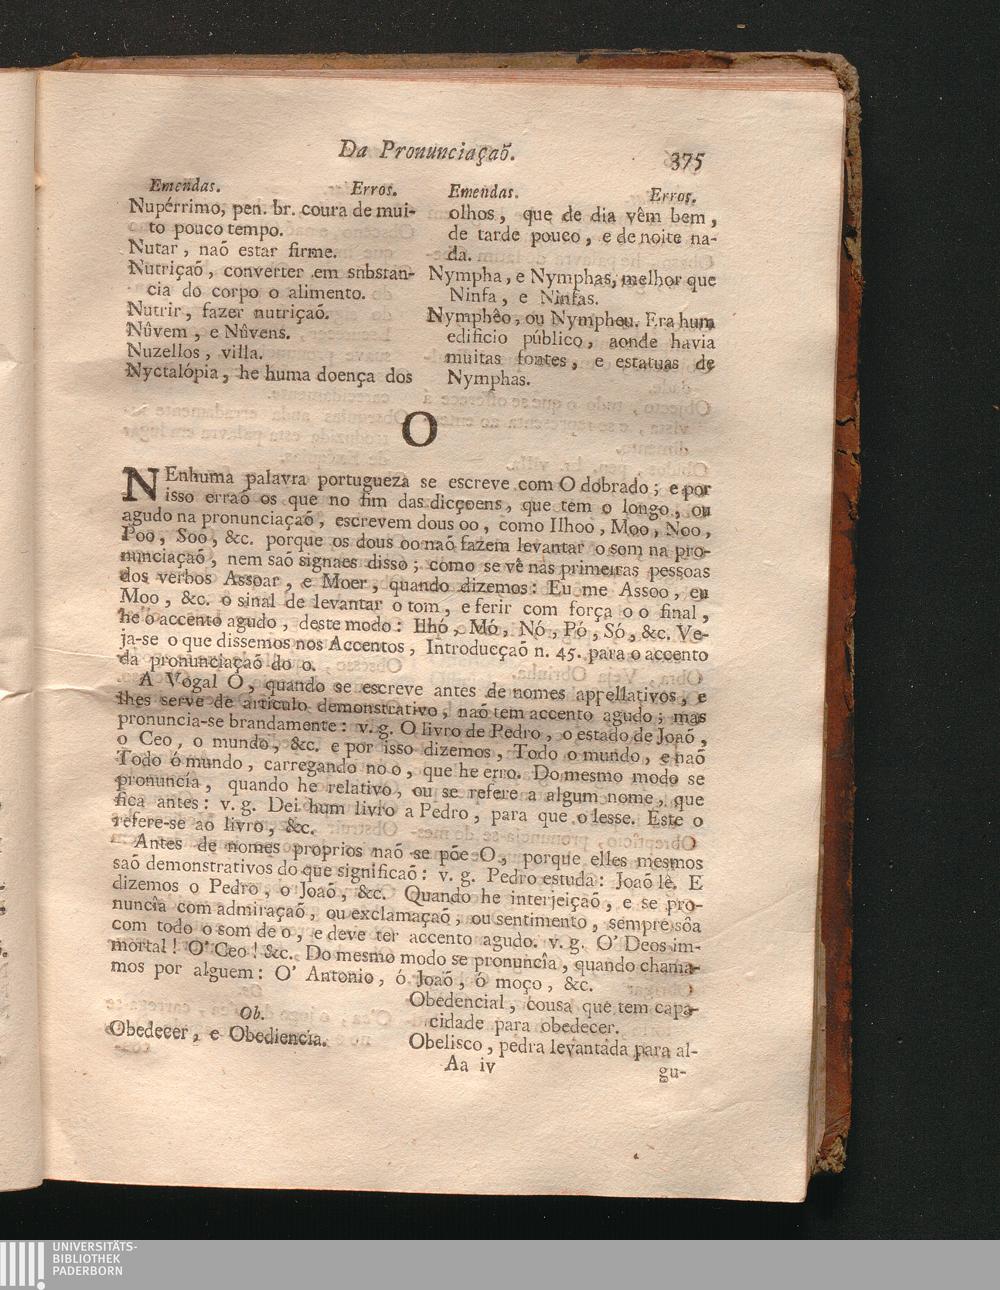 Da Pronunciaçaõ.
375
Emendas. Erros.
Nupérrimo, pen. br. coura de mui-
to pouco tempo.
Nutar, naõ estar firme.
Nutriçaõ, converter em snbstan-
cia do corpo o alimento.
Nutrir, fazer nutriçaõ.
Nûvem, e Nûvens.
Nuzellos, villa.
Nyctalópia, he huma doença dos
Emendas. Erros.
olhos, que de dia vêm bem,
de tarde pouco, e de noite na-
da.
Nympha, e Nymphas, melhor que
Ninfa, e Ninfas.
Nymphêo, ou Nympheu. Era hum
edificio público, aonde havia
muitas fontes, e estatuas de
Nymphas.
O
NEnhuma palavra portugueza se escreve com O dobrado; e por
isso erraõ os que no fim das dicçoens, que tem o longo, ou
agudo na pronunciaçaõ, escrevem dous oo, como Ilhoo, Moo, Noo,
Poo, Soo, &c. porque os dous oo naõ fazem levantar o som na pro-
nunciaçaõ, nem saõ signaes disso; como se vê nas primeiras pessoas
dos verbos Assoar, e Moer, quando dizemos: Eu me Assoo, eu
Moo, &c. o sinal de levantar o tom, e ferir com força o o final,
he o accento agudo, deste modo: Ilhó, Mó, Nó, Pó, Só, &c. Ve-
ja-se o que dissemos nos Accentos, Introducçaõ n. 45. para o accento
da pronunciaçaõ do o.
A Vogal O, quando se escreve antes de nomes appellativos, e
lhes serve de articulo demonstrativo, naõ tem accento agudo; mas
pronuncia-se brandamente: v. g. O livro de Pedro, o estado de Joaõ,
o Ceo, o mundo, &c. e por isso dizemos, Todo o mundo, e naõ
Todo ó mundo, carregando no o, que he erro. Do mesmo modo se
pronuncía, quando he relativo, ou se refere a algum nome, que
fica antes: v. g. Dei hum livro a Pedro, para que o lesse. Este o
refere-se ao livro, &c.
Antes de nomes proprios naõ se põe O, porque elles mesmos
saõ demonstrativos do que significaõ: v. g. Pedro estuda: Joaõ lê. E
dizemos o Pedro, o Joaõ, &c. Quando he interjeiçaõ, e se pro-
nuncîa com admiraçaõ, ou exclamaçaõ, ou sentimento, sempre sôa
com todo o som de o, e deve ter accento agudo. v. g. O' Deos im-
mortal! O' Ceo! &c. Do mesmo modo se pronuncîa, quando chama-
mos por alguem: O' Antonio, ó Joaõ, ó moço, &c.
Ob.
Obedecer, e Obediencia.
Obedencial, cousa que tem capa-
cidade para obedecer.
Obelisco, pedra levantada para al-
Aa iv
gu-
UNIVERSITÄTS-
BIBLIOTHEK
PADERBORN